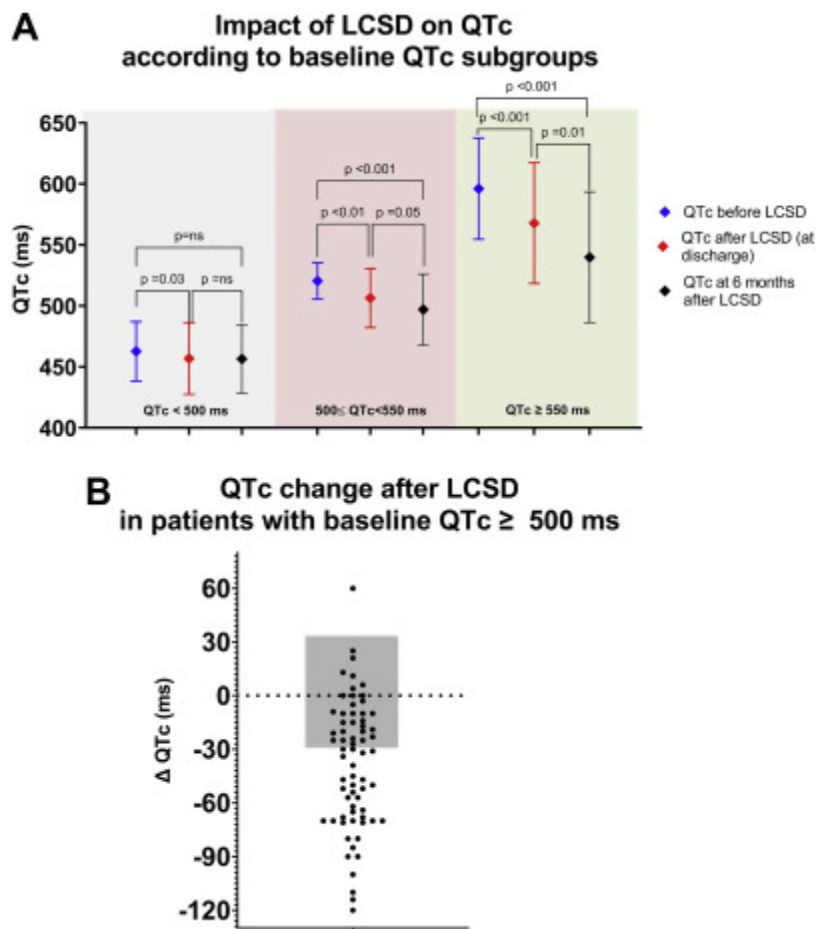 A
Impact of LCSD on QTc
according to baseline QTc subgroups
p <0.001
p <0.001
p =0.01
p <0.001
p <0.01
p =0.05
p=ns
p =0.03
p =ns
650
600
550
500
450
400
QTc (ms)
QTc < 500 ms
500≤ QTc<550 ms
QTc ≥ 550 ms
QTc before LCSD
QTc after LCSD (at
discharge)
QTc at 6 months
after LCSD
B
QTc change after LCSD
in patients with baseline QTc ≥ 500 ms
60
30
0
-30
-60
-90
-120
Δ QTc (ms)